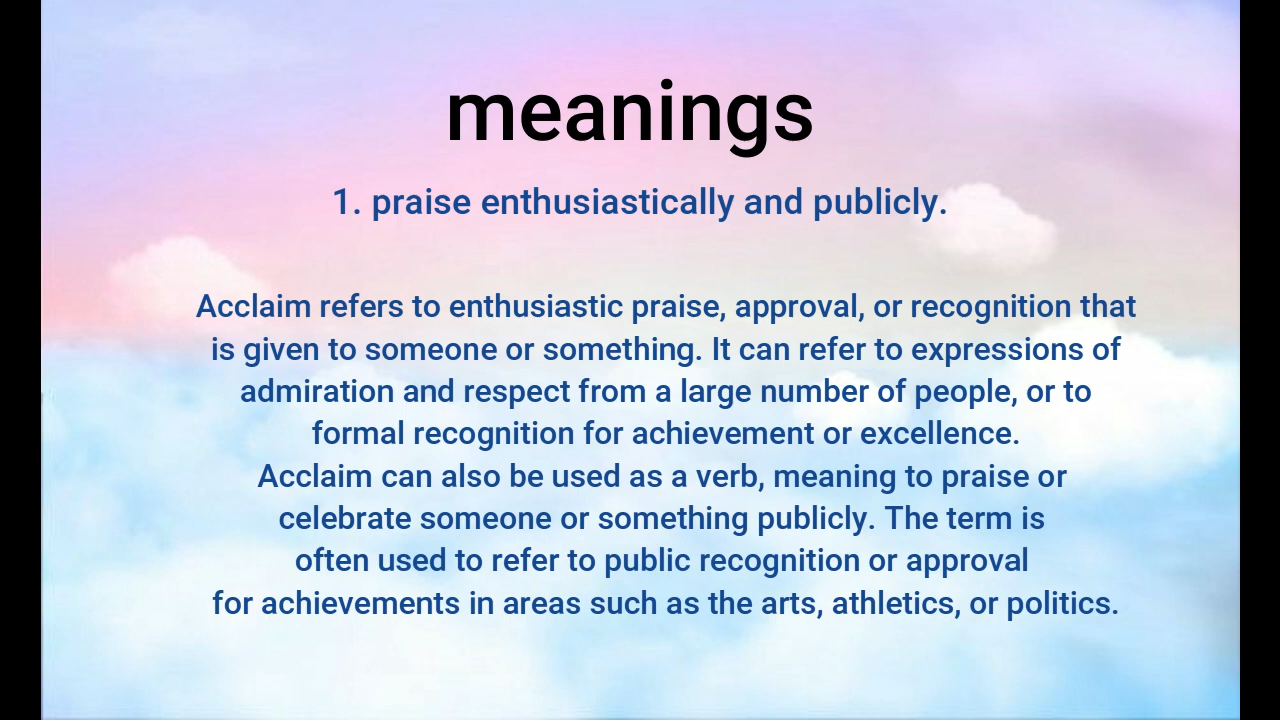 meanings
1. praise enthusiastically and publicly.
Acclaim refers to enthusiastic praise, approval, or recognition that
is given to someone or something. It can refer to expressions of
admiration and respect from a large number of people, or to
formal recognition for achievement or excellence.
Acclaim can also be used as a verb, meaning to praise or
celebrate someone or something publicly. The term is
often used to refer to public recognition or approval
for achievements in areas such as the arts, athletics, or politics.